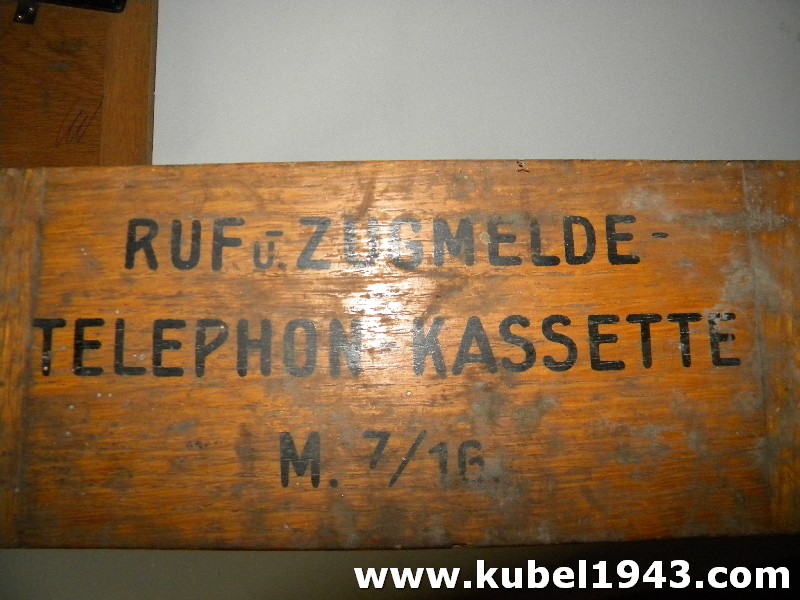 RUF u. ZUGMELDE-
TELEPHON-KASSETTE
M. 7/16.
www.kubel1943.com